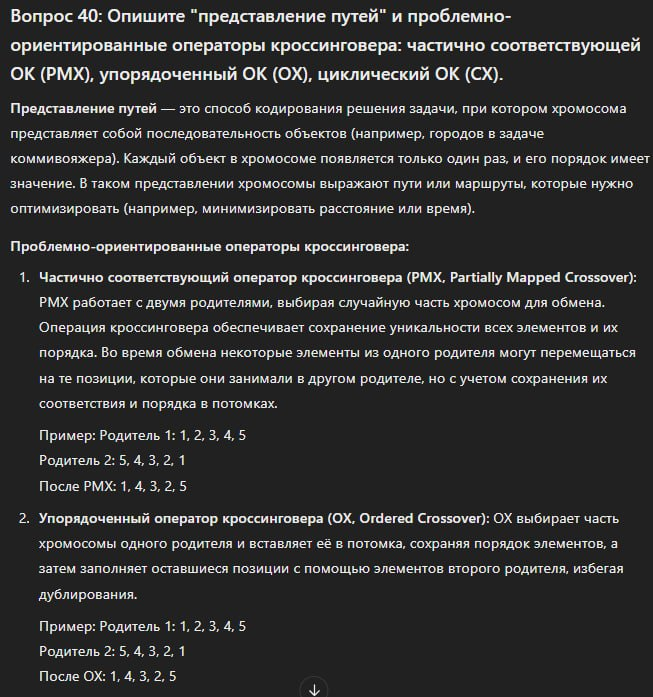 Вопрос 40: Опишите "представление путей" и проблемно-
ориентированные операторы кроссинговера: частично соответствующей
ОК (РМХ), упорядоченный ОК (ОХ), циклический ОК (СХ).
Представление путей — это способ кодирования решения задачи, при котором хромосома
представляет собой последовательность объектов (например, городов в задаче
коммивояжера). Каждый объект в хромосоме появляется только один раз, и его порядок имеет
значение. В таком представлении хромосомы выражают пути или маршруты, которые нужно
оптимизировать (например, минимизировать расстояние или время).
Проблемно-ориентированные операторы кроссинговера:
1. Частично соответствующий оператор кроссинговера (PMX, Partially Mapped Crossover):
PMX работает с двумя родителями, выбирая случайную часть хромосом для обмена.
Операция кроссинговера обеспечивает сохранение уникальности всех элементов и их
порядка. Во время обмена некоторые элементы из одного родителя могут перемещаться
на те позиции, которые они занимали в другом родителе, но с учетом сохранения их
соответствия и порядка в потомках.
Пример: Родитель 1: 1, 2, 3, 4, 5
Родитель 2: 5, 4, 3, 2, 1
После PMX: 1, 4, 3, 2, 5
2. Упорядоченный оператор кроссинговера (OX, Ordered Crossover): OX выбирает часть
хромосомы одного родителя и вставляет её в потомка, сохраняя порядок элементов, а
затем заполняет оставшиеся позиции с помощью элементов второго родителя, избегая
дублирования.
Пример: Родитель 1: 1, 2, 3, 4, 5
Родитель 2: 5, 4, 3, 2, 1
После OX: 1, 4, 3, 2, 5